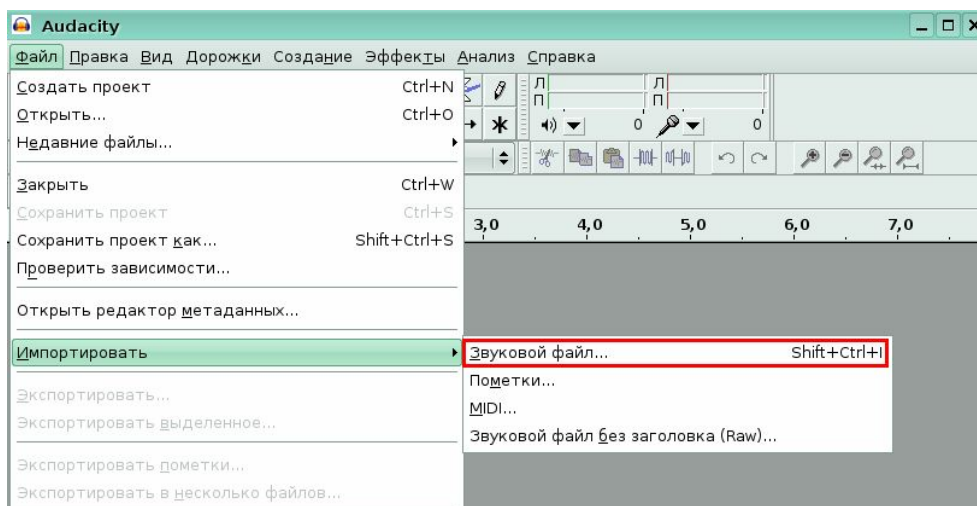 Audacity
Файл Правка Вид Дорожки Создание Эффекты Анализ Справка
Создать проект Ctrl+N
Открыть... Ctrl+O
Недавние файлы...
Закрыть Ctrl+W
Сохранить проект Ctrl+S
Сохранить проект как... Shift+Ctrl+S
Проверить зависимости...
Открыть редактор метаданных...
Импортировать
Экспортировать...
Экспортировать выделенное...
Экспортировать пометки...
Экспортировать в несколько файлов...
Л Л
П П
0 0
3,0 4,0 5,0 6,0 7,0
Звуковой файл... Shift+Ctrl+I
Пометки...
MIDI...
Звуковой файл без заголовка (Raw)...